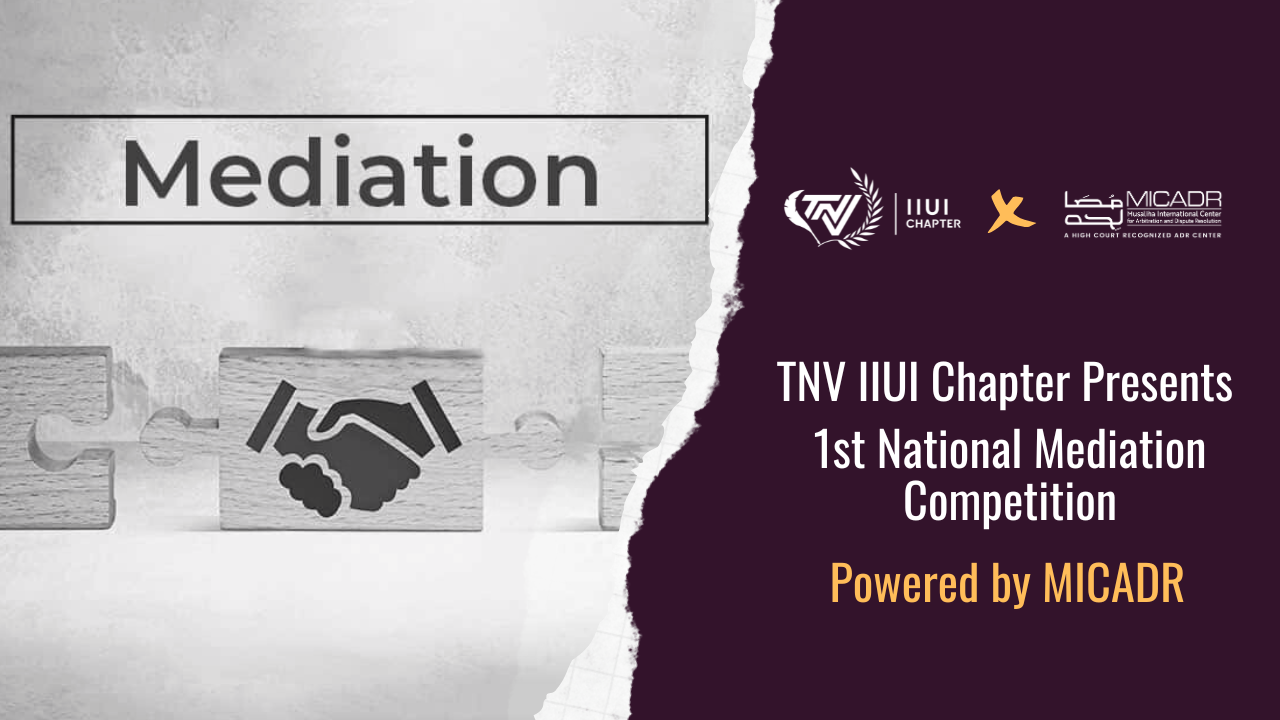 Mediation
TNV
IIUI
CHAPTER
مُصَا
لحه
MICADR
Musaliha International Center
for Arbitration and Dispute Resolution
A HIGH COURT RECOGNIZED ADR CENTER
TNV IIUI Chapter Presents
1st National Mediation
Competition
Powered by MICADR